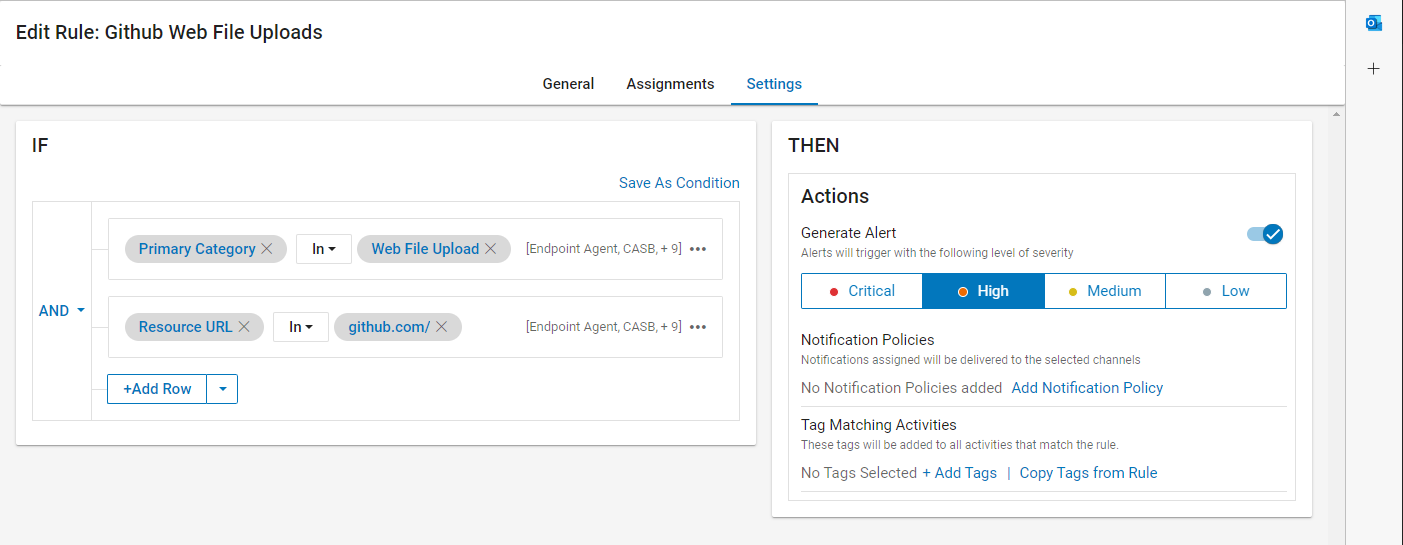 Edit Rule: Github Web File Uploads
General Assignments Settings
IF
Save As Condition
AND
Primary Category In Web File Upload [Endpoint Agent, CASB, + 9]
Resource URL In github.com/ [Endpoint Agent, CASB, + 9]
+Add Row
THEN
Actions
Generate Alert
Alerts will trigger with the following level of severity
Critical High Medium Low
Notification Policies
Notifications assigned will be delivered to the selected channels
No Notification Policies added Add Notification Policy
Tag Matching Activities
These tags will be added to all activities that match the rule.
No Tags Selected + Add Tags | Copy Tags from Rule